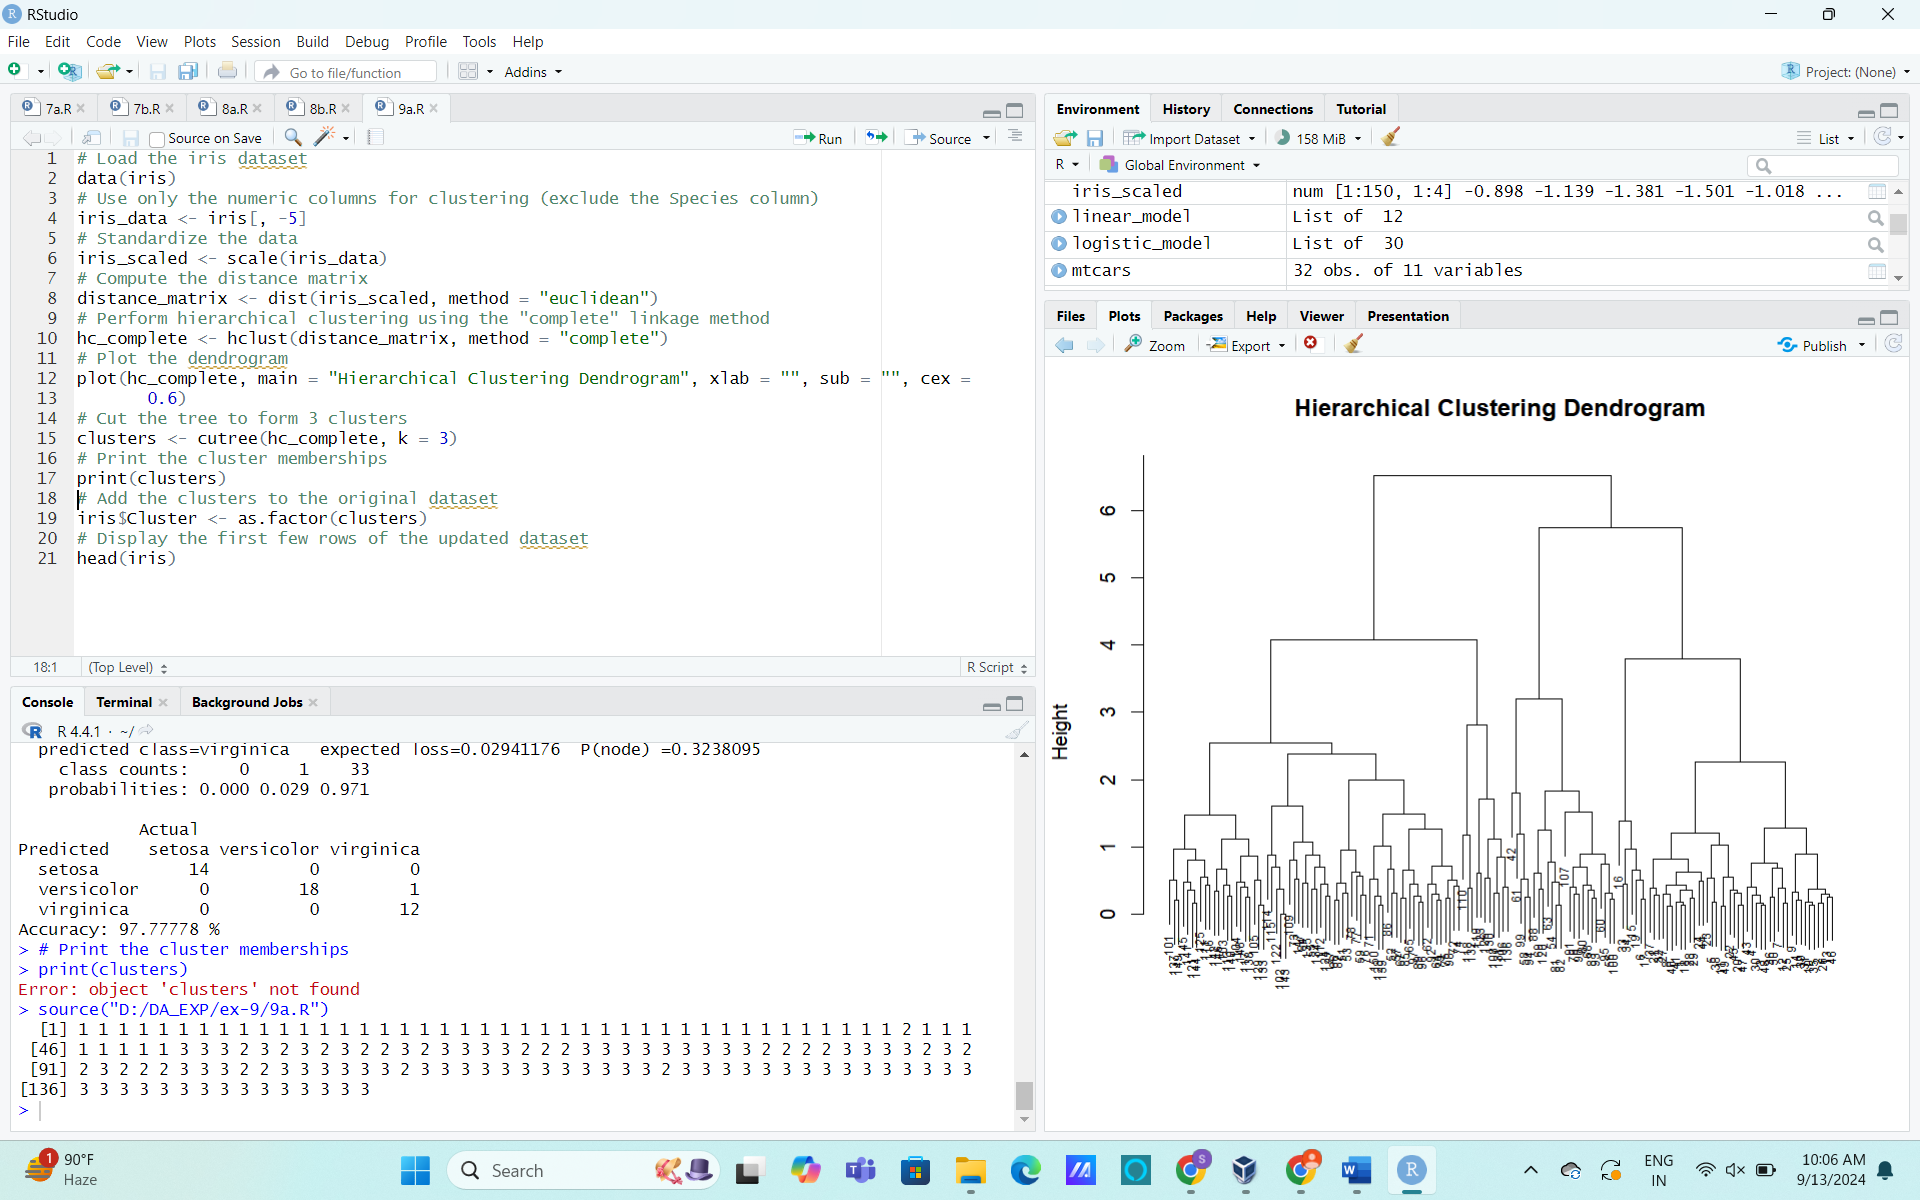 RStudio
File Edit Code View Plots Session Build Debug Profile Tools Help
Go to file/function Addins Project: (None)
7a.R 7b.R 8a.R 8b.R 9a.R
Source on Save Run Source
1 # Load the iris dataset
2 data(iris)
3 # Use only the numeric columns for clustering (exclude the Species column)
4 iris_data <- iris[, -5]
5 # Standardize the data
6 iris_scaled <- scale(iris_data)
7 # Compute the distance matrix
8 distance_matrix <- dist(iris_scaled, method = "euclidean")
9 # Perform hierarchical clustering using the "complete" linkage method
10 hc_complete <- hclust(distance_matrix, method = "complete")
11 # Plot the dendrogram
12 plot(hc_complete, main = "Hierarchical Clustering Dendrogram", xlab = "", sub = "", cex =
13 0.6)
14 # Cut the tree to form 3 clusters
15 clusters <- cutree(hc_complete, k = 3)
16 # Print the cluster memberships
17 print(clusters)
18 # Add the clusters to the original dataset
19 iris$Cluster <- as.factor(clusters)
20 # Display the first few rows of the updated dataset
21 head(iris)
18:1 (Top Level) R Script
Console Terminal Background Jobs
R 4.4.1 · ~/
predicted class=virginica expected loss=0.02941176 P(node) =0.3238095
class counts: 0 1 33
probabilities: 0.000 0.029 0.971
Actual
Predicted setosa versicolor virginica
setosa 14 0 0
versicolor 0 18 1
virginica 0 0 12
Accuracy: 97.77778 %
> # Print the cluster memberships
> print(clusters)
Error: object 'clusters' not found
> source("D:/DA_EXP/ex-9/9a.R")
[1] 1 1 1 1 1 1 1 1 1 1 1 1 1 1 1 1 1 1 1 1 1 1 1 1 1 1 1 1 1 1 1 1 1 1 1 1 1 1 1 1 1 2 1 1 1
[46] 1 1 1 1 1 3 3 3 2 3 2 3 2 3 2 2 3 2 3 3 3 3 2 2 2 3 3 3 3 3 3 3 3 3 2 2 2 2 3 3 3 3 2 3 2
[91] 2 3 2 2 2 3 3 3 2 2 3 3 3 3 3 3 2 3 3 3 3 3 3 3 3 3 3 3 3 2 3 3 3 3 3 3 3 3 3 3 3 3 3 3 3
[136] 3 3 3 3 3 3 3 3 3 3 3 3 3 3 3
>
Environment History Connections Tutorial
Import Dataset 158 MiB List
R Global Environment
iris_scaled num [1:150, 1:4] -0.898 -1.139 -1.381 -1.501 -1.018 ...
linear_model List of 12
logistic_model List of 30
mtcars 32 obs. of 11 variables
Files Plots Packages Help Viewer Presentation
Zoom Export Publish
Hierarchical Clustering Dendrogram
Height
0 1 2 3 4 5 6
42
107
16
61
110
1
90°F
Haze
Search
ENG
IN
10:06 AM
9/13/2024